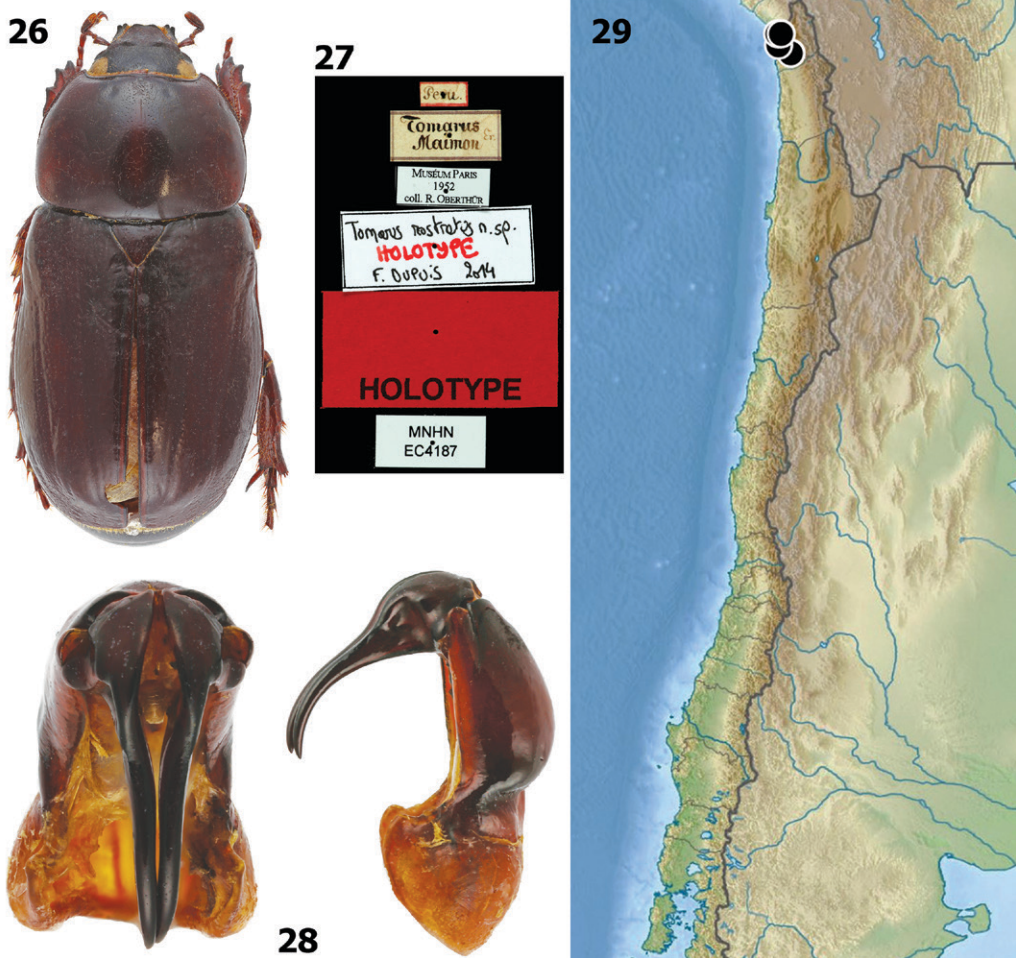 26
27
Peru.
Tomarus Er.
Maimon
MUSÉUM PARIS
1952
coll. R. OBERTHÜR
Tomarus rostratus n.sp.
HOLOTYPE
F. DUPUIS 2014
HOLOTYPE
MNHN
EC4187
28
29